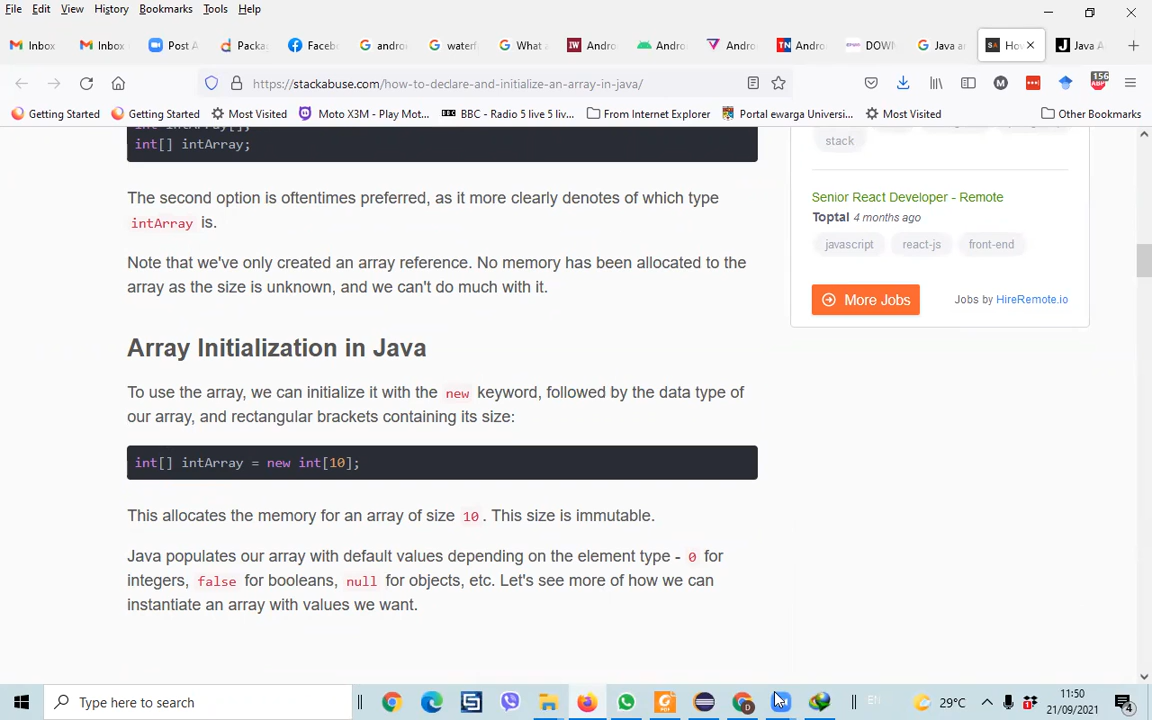 File Edit View History Bookmarks Tools Help
Inbox Inbox Post A Packa Faceb andro waterf What a Andro Andro Andro Andro DOWN Java a Ho Java A
https://stackabuse.com/how-to-declare-and-initialize-an-array-in-java/
Getting Started Getting Started Most Visited Moto X3M - Play Mot... BBC - Radio 5 live 5 liv... From Internet Explorer Portal ewarga Universi... Most Visited Other Bookmarks
int intArray[];
int[] intArray;
The second option is oftentimes preferred, as it more clearly denotes of which type
intArray is.
Note that we've only created an array reference. No memory has been allocated to the
array as the size is unknown, and we can't do much with it.
Array Initialization in Java
To use the array, we can initialize it with the new keyword, followed by the data type of
our array, and rectangular brackets containing its size:
int[] intArray = new int[10];
This allocates the memory for an array of size 10. This size is immutable.
Java populates our array with default values depending on the element type - 0 for
integers, false for booleans, null for objects, etc. Let's see more of how we can
instantiate an array with values we want.
stack
Senior React Developer - Remote
Toptal 4 months ago
javascript react-js front-end
More Jobs Jobs by HireRemote.io
Type here to search
29°C
11:50
21/09/2021